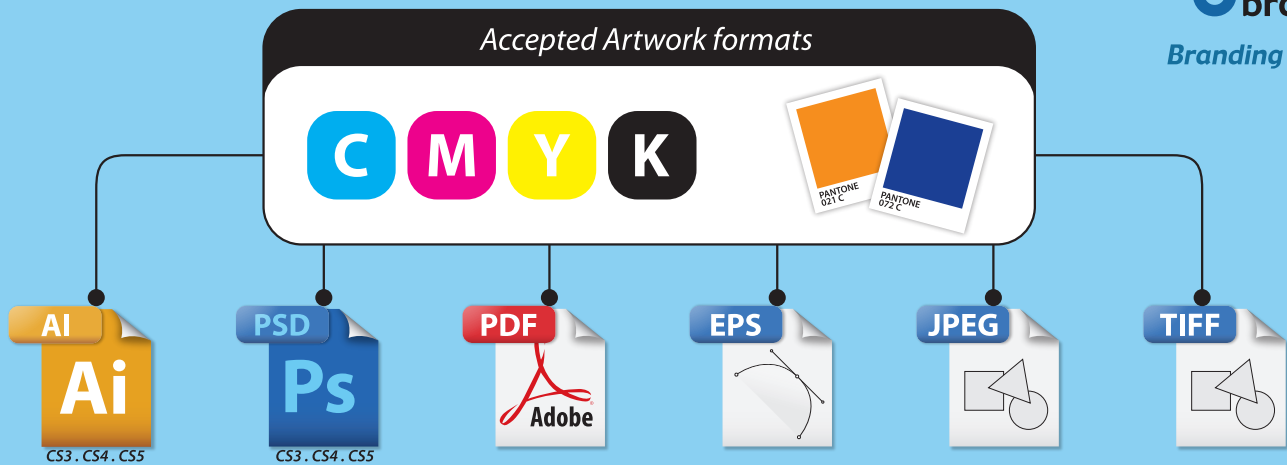 Accepted Artwork formats
Branding
C M Y K
PANTONE
021 C
PANTONE
072 C
AI
PSD
PDF
EPS
JPEG
TIFF
Ai
Ps
Adobe
CS3 . CS4 . CS5
CS3 . CS4 . CS5